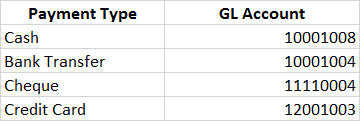 Payment Type GL Account
Cash 10001008
Bank Transfer 10001004
Cheque 11110004
Credit Card 12001003